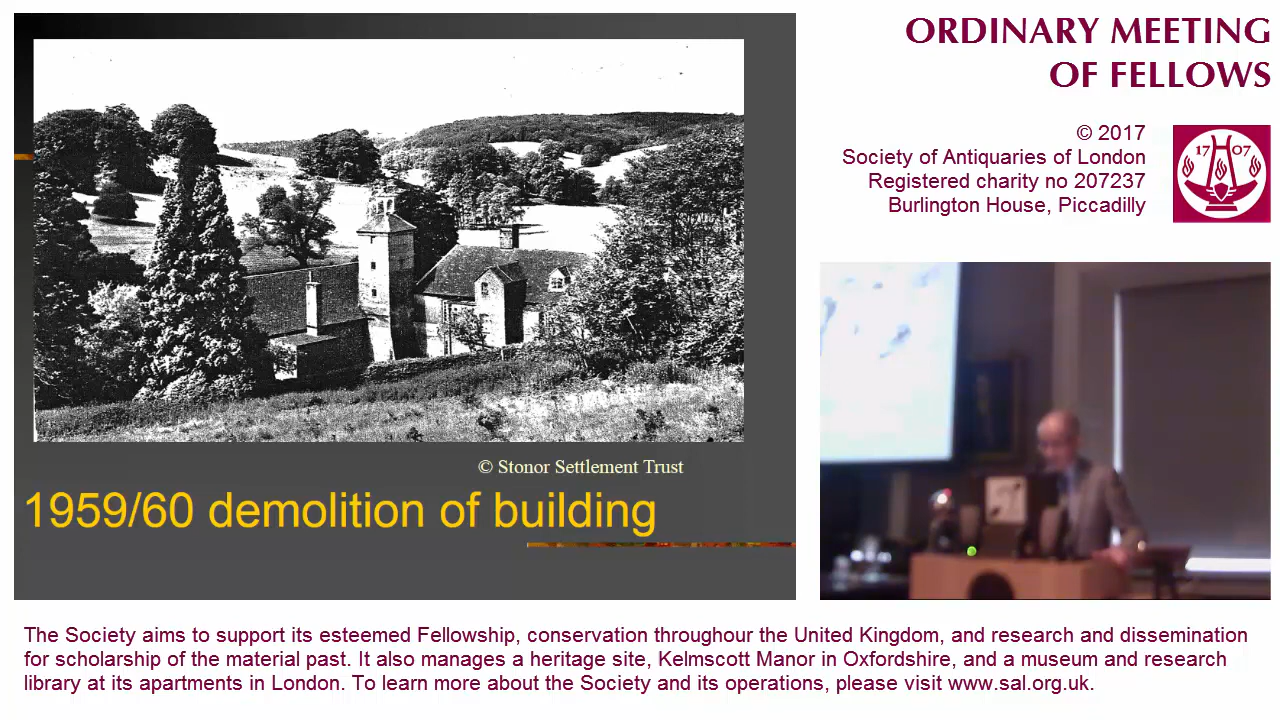 ORDINARY MEETING
OF FELLOWS
© 2017
Society of Antiquaries of London
Registered charity no 207237
Burlington House, Piccadilly
17 07
© Stonor Settlement Trust
1959/60 demolition of building
The Society aims to support its esteemed Fellowship, conservation throughour the United Kingdom, and research and dissemination
for scholarship of the material past. It also manages a heritage site, Kelmscott Manor in Oxfordshire, and a museum and research
library at its apartments in London. To learn more about the Society and its operations, please visit www.sal.org.uk.